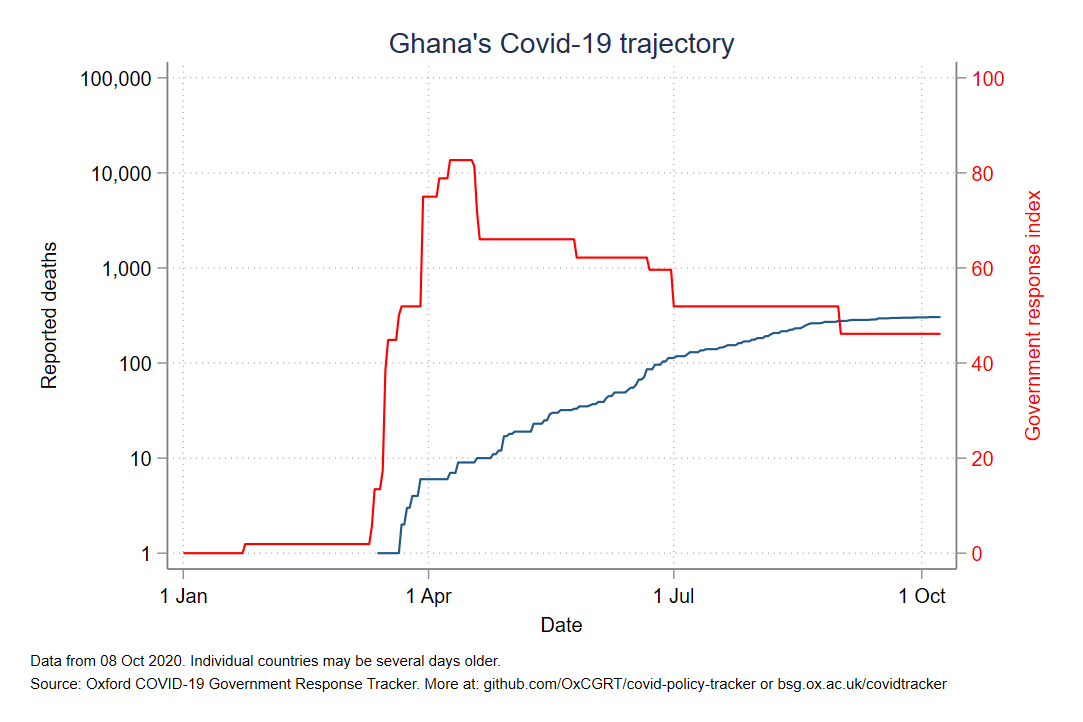 Ghana's Covid-19 trajectory
100,000
10,000
1,000
100
10
1
Reported deaths
100
80
60
40
20
0
Government response index
1 Jan
1 Apr
1 Jul
1 Oct
Date
Data from 08 Oct 2020. Individual countries may be several days older.
Source: Oxford COVID-19 Government Response Tracker. More at: github.com/OxCGRT/covid-policy-tracker or bsg.ox.ac.uk/covidtracker